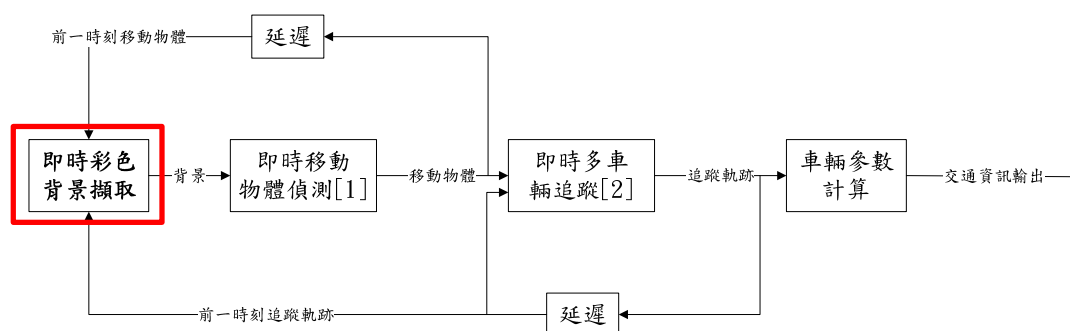 前一時刻移動物體
延遲
即時彩色
背景擷取
背景
即時移動
物體偵測[1]
移動物體
即時多車
輛追蹤[2]
追蹤軌跡
車輛參數
計算
交通資訊輸出
前一時刻追蹤軌跡
延遲